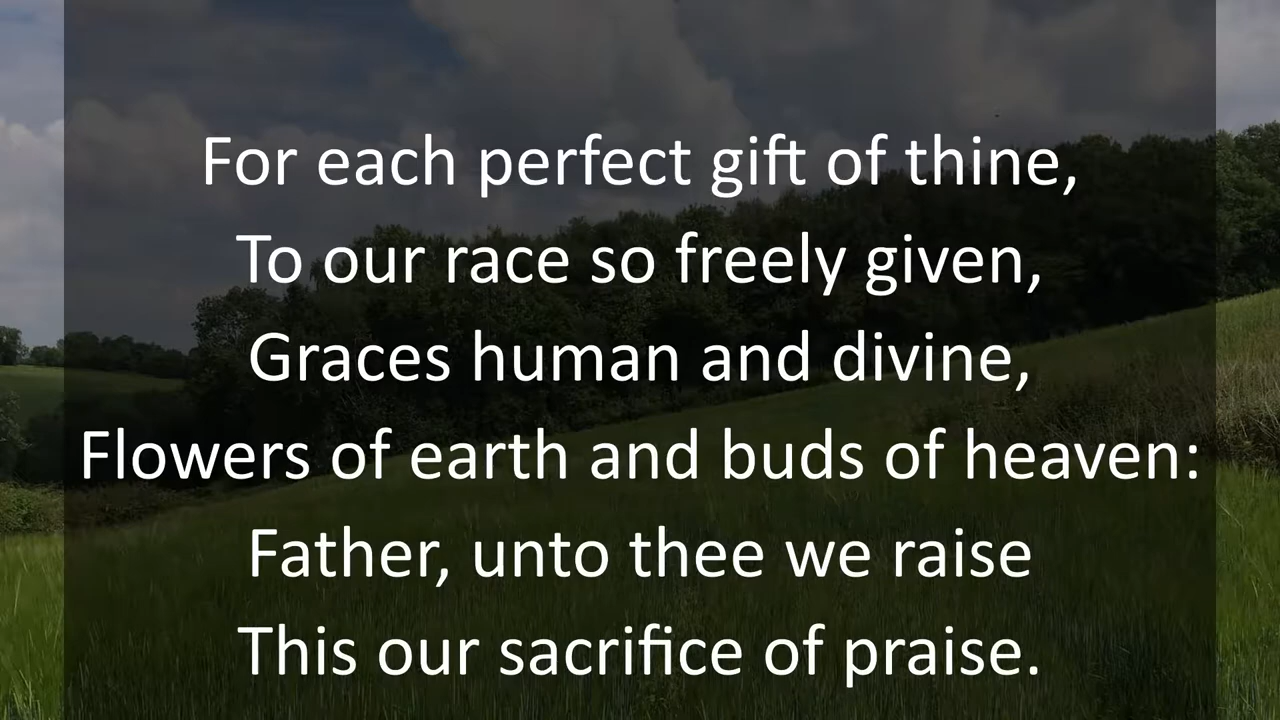 For each perfect gift of thine,
To our race so freely given,
Graces human and divine,
Flowers of earth and buds of heaven:
Father, unto thee we raise
This our sacrifice of praise.